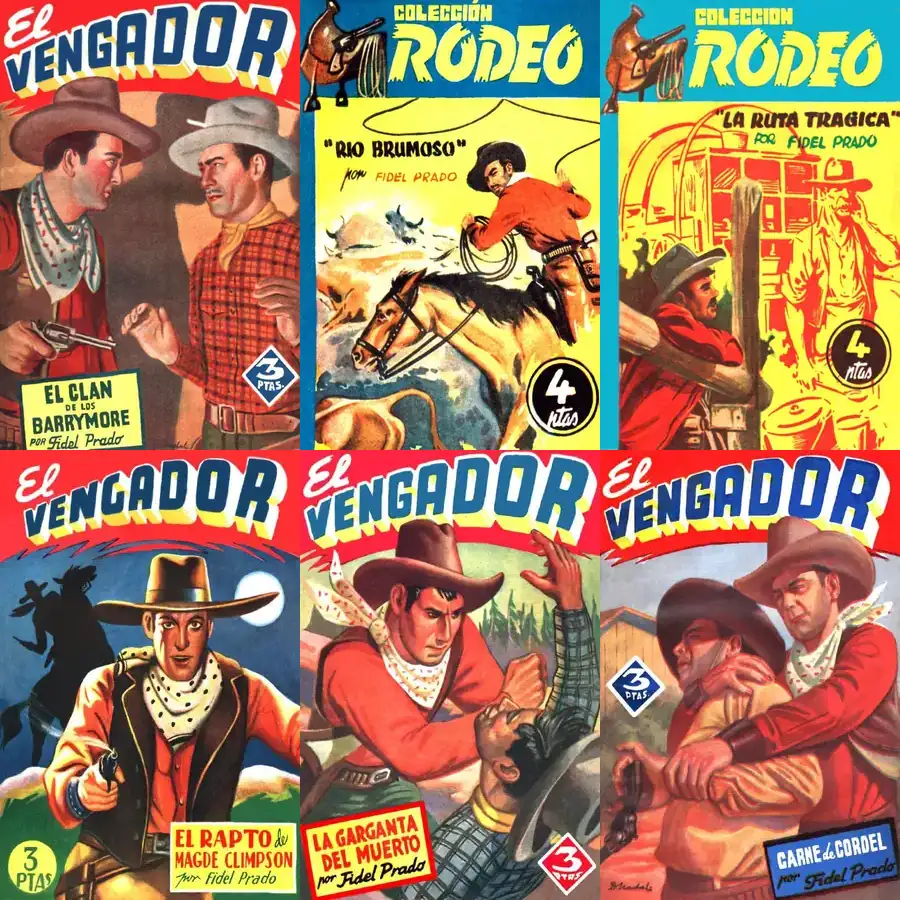 El
VENGADOR
3
PTAS.
EL CLAN
DE LOS
BARRYMORE
POR Fidel Prado
COLECCIÓN
RODEO
"RIO BRUMOSO"
por FIDEL PRADO
4
ptas
COLECCION
RODEO
"LA RUTA TRAGICA"
POR FIDEL PRADO
4
ptas
El
VENGADOR
3
PTAS
EL RAPTO de
MAGDE CLIMPSON
por Fidel Prado
El
VENGADOR
LA GARGANTA
DEL MUERTO
por Fidel Prado
3
PTAS.
El
VENGADOR
3
PTAS.
CARNE de CORDEL
por Fidel Prado